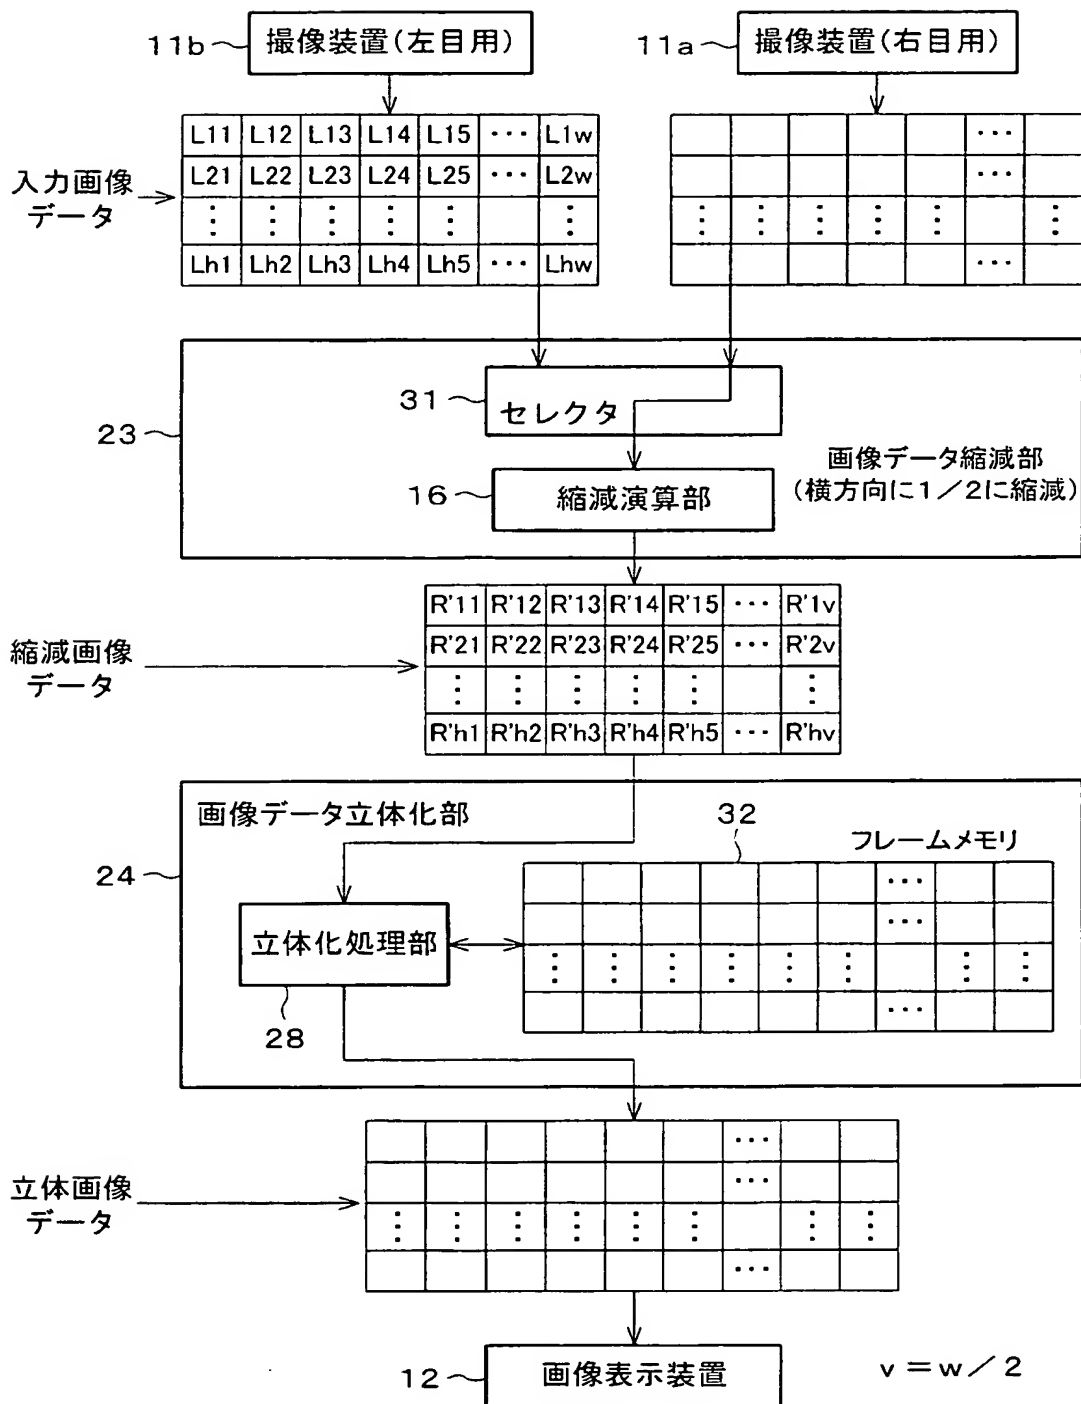 11b 撮像装置(左目用) 11a 撮像装置(右目用)
L11 L12 L13 L14 L15 ··· L1w ···
入力画像 L21 L22 L23 L24 L25 ··· L2w ···
データ ⋮ ⋮ ⋮ ⋮ ⋮ ⋮ ⋮ ⋮ ⋮ ⋮ ⋮ ⋮
Lh1 Lh2 Lh3 Lh4 Lh5 ··· Lhw ···
31 セレクタ
23
画像データ縮減部
(横方向に1/2に縮減)
16 縮減演算部
R'11 R'12 R'13 R'14 R'15 ··· R'1v
縮減画像 R'21 R'22 R'23 R'24 R'25 ··· R'2v
データ ⋮ ⋮ ⋮ ⋮ ⋮ ⋮
R'h1 R'h2 R'h3 R'h4 R'h5 ··· R'hv
画像データ立体化部
32 フレームメモリ
24 ···
···
立体化処理部 ⋮ ⋮ ⋮ ⋮ ⋮ ⋮ ⋮ ⋮
28 ···
···
立体画像 ···
データ ⋮ ⋮ ⋮ ⋮ ⋮ ⋮ ⋮ ⋮
···
12 画像表示装置 v=w/2